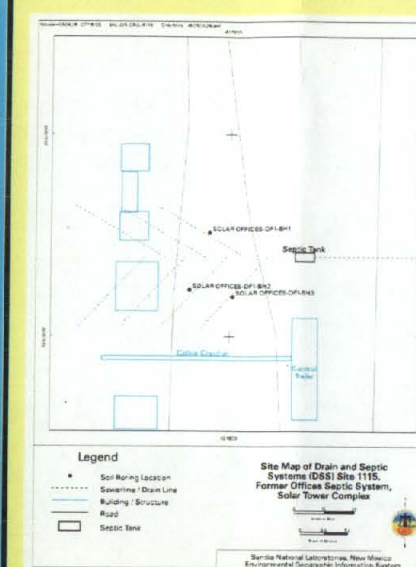 SOLAR OFFICES-DF1-BH1
Septic Tank
SOLAR OFFICES-DF1-BH2
SOLAR OFFICES-DF1-BH3
Cable Conduit
Control
Trailer
Legend
Soil Boring Location
Sewerline / Drain Line
Building / Structure
Road
Septic Tank
Site Map of Drain and Septic
Systems (DSS) Site 1115,
Former Offices Septic System,
Solar Tower Complex
Sandia National Laboratories, New Mexico
Environmental Geographic Information System